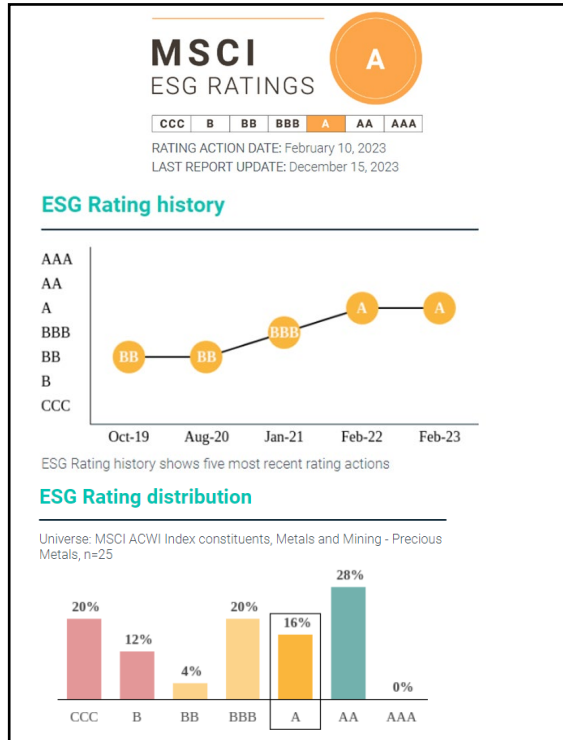 MSCI
ESG RATINGS
A
CCC B BB BBB A AA AAA
RATING ACTION DATE: February 10, 2023
LAST REPORT UPDATE: December 15, 2023
ESG Rating history
AAA
AA
A
BBB
BB
B
CCC
BB BB BBB A A
Oct-19 Aug-20 Jan-21 Feb-22 Feb-23
ESG Rating history shows five most recent rating actions
ESG Rating distribution
Universe: MSCI ACWI Index constituents, Metals and Mining - Precious
Metals, n=25
20% 12% 4% 20% 16% 28% 0%
CCC B BB BBB A AA AAA